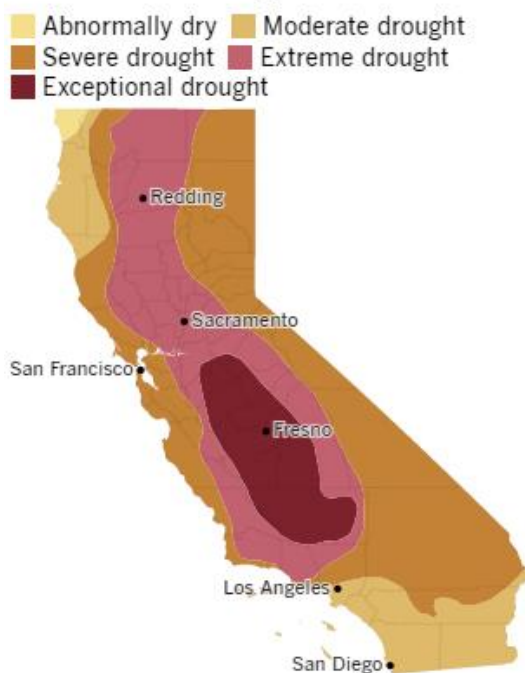 Abnormally dry Moderate drought
Severe drought Extreme drought
Exceptional drought
Redding
Sacramento
San Francisco
Fresno
Los Angeles
San Diego